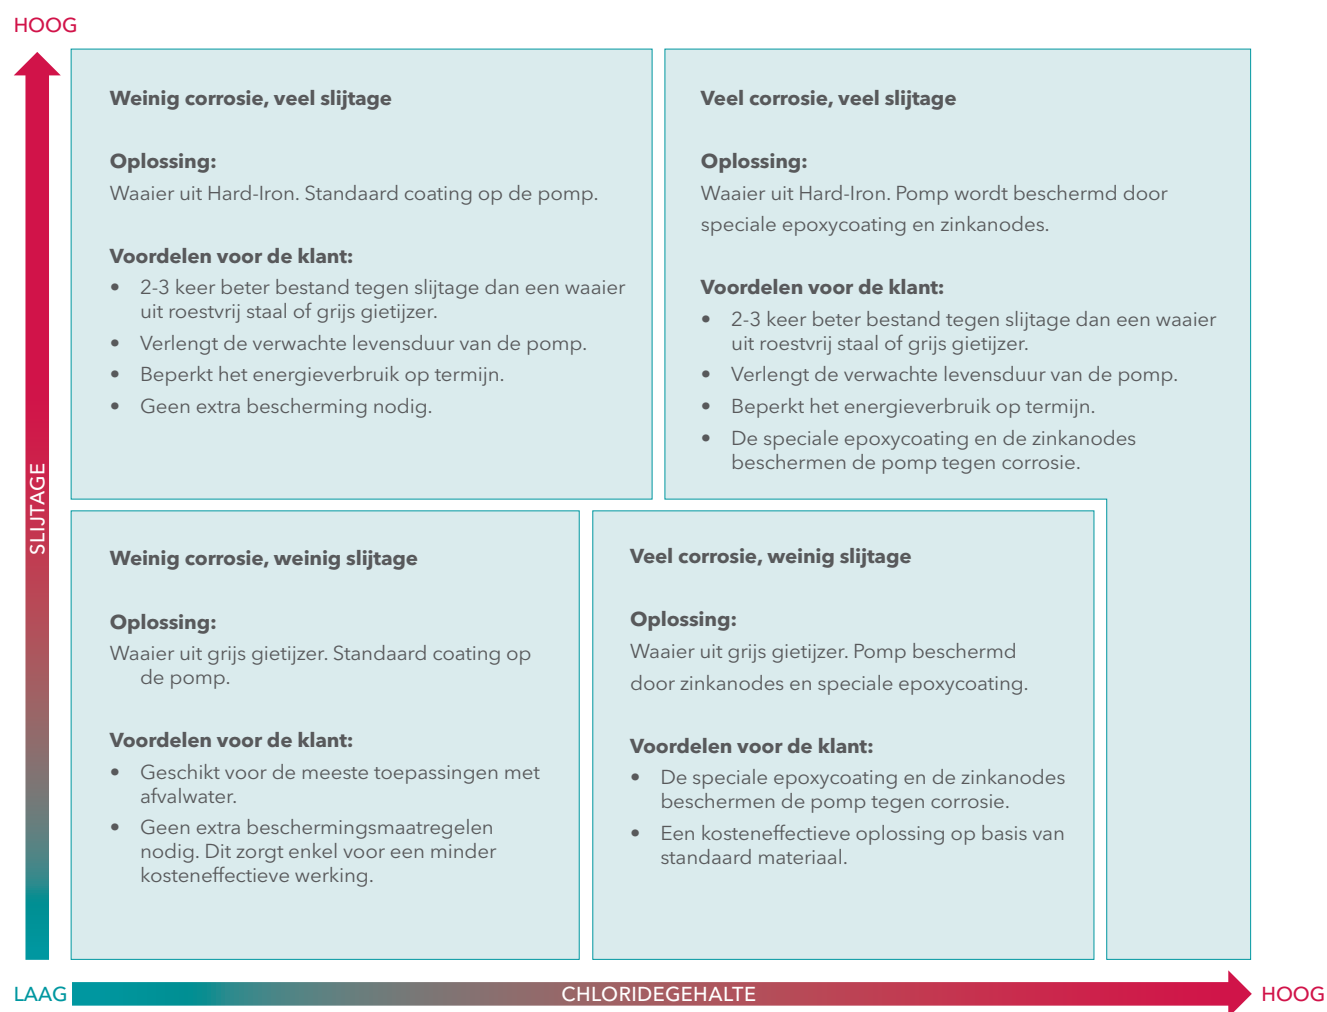 HOOG
Weinig corrosie, veel slijtage
Oplossing:
Waaier uit Hard-Iron. Standaard coating op de pomp.
Voordelen voor de klant:
• 2-3 keer beter bestand tegen slijtage dan een waaier
uit roestvrij staal of grijs gietijzer.
• Verlengt de verwachte levensduur van de pomp.
• Beperkt het energieverbruik op termijn.
• Geen extra bescherming nodig.
Veel corrosie, veel slijtage
Oplossing:
Waaier uit Hard-Iron. Pomp wordt beschermd door
speciale epoxycoating en zinkanodes.
Voordelen voor de klant:
• 2-3 keer beter bestand tegen slijtage dan een waaier
uit roestvrij staal of grijs gietijzer.
• Verlengt de verwachte levensduur van de pomp.
• Beperkt het energieverbruik op termijn.
• De speciale epoxycoating en de zinkanodes
beschermen de pomp tegen corrosie.
SLIJTAGE
Weinig corrosie, weinig slijtage
Oplossing:
Waaier uit grijs gietijzer. Standaard coating op
de pomp.
Voordelen voor de klant:
• Geschikt voor de meeste toepassingen met
afvalwater.
• Geen extra beschermingsmaatregelen
nodig. Dit zorgt enkel voor een minder
kosteneffectieve werking.
Veel corrosie, weinig slijtage
Oplossing:
Waaier uit grijs gietijzer. Pomp beschermd
door zinkanodes en speciale epoxycoating.
Voordelen voor de klant:
• De speciale epoxycoating en de zinkanodes
beschermen de pomp tegen corrosie.
• Een kosteneffectieve oplossing op basis van
standaard materiaal.
LAAG
CHLORIDEGEHALTE
HOOG